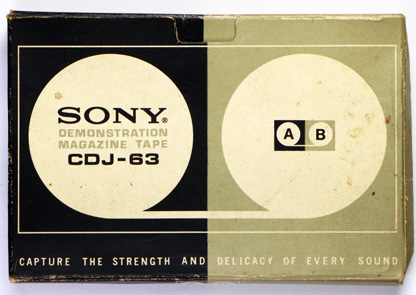 SONY®
DEMONSTRATION
MAGAZINE TAPE
CDJ-63
A B
CAPTURE THE STRENGTH AND DELICACY OF EVERY SOUND